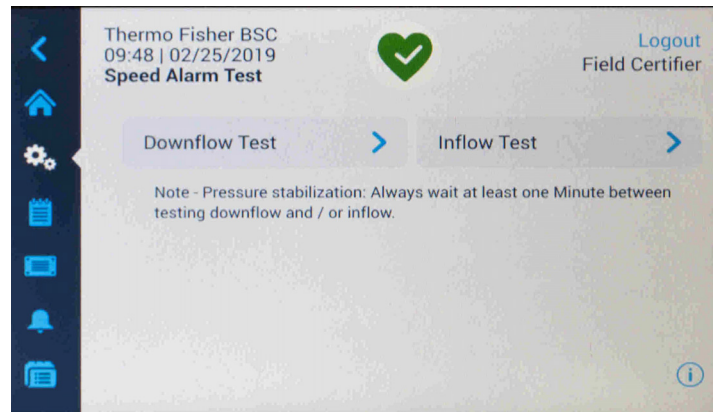 Thermo Fisher BSC
09:48 | 02/25/2019
Speed Alarm Test
Logout
Field Certifier
Downflow Test
Inflow Test
Note - Pressure stabilization: Always wait at least one Minute between
testing downflow and / or inflow.